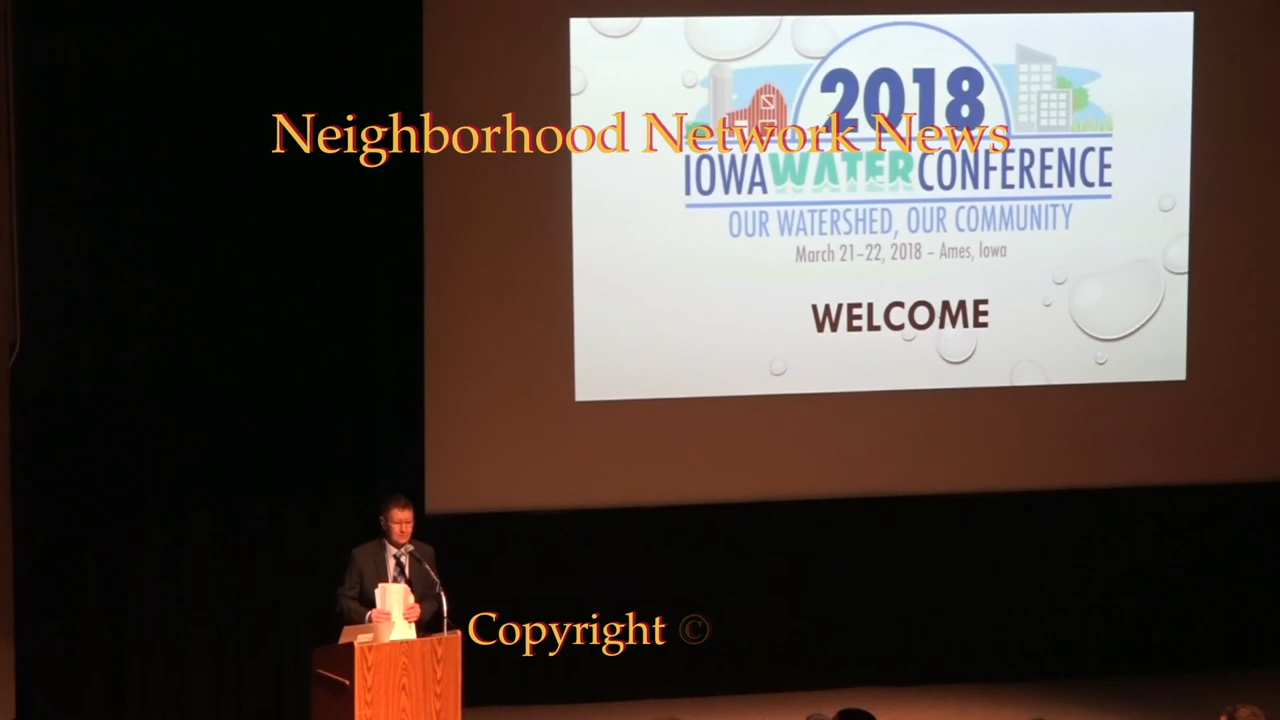 2018
Neighborhood Network News
IOWA WATER CONFERENCE
OUR WATERSHED, OUR COMMUNITY
March 21-22, 2018 - Ames, Iowa
WELCOME
Copyright ©